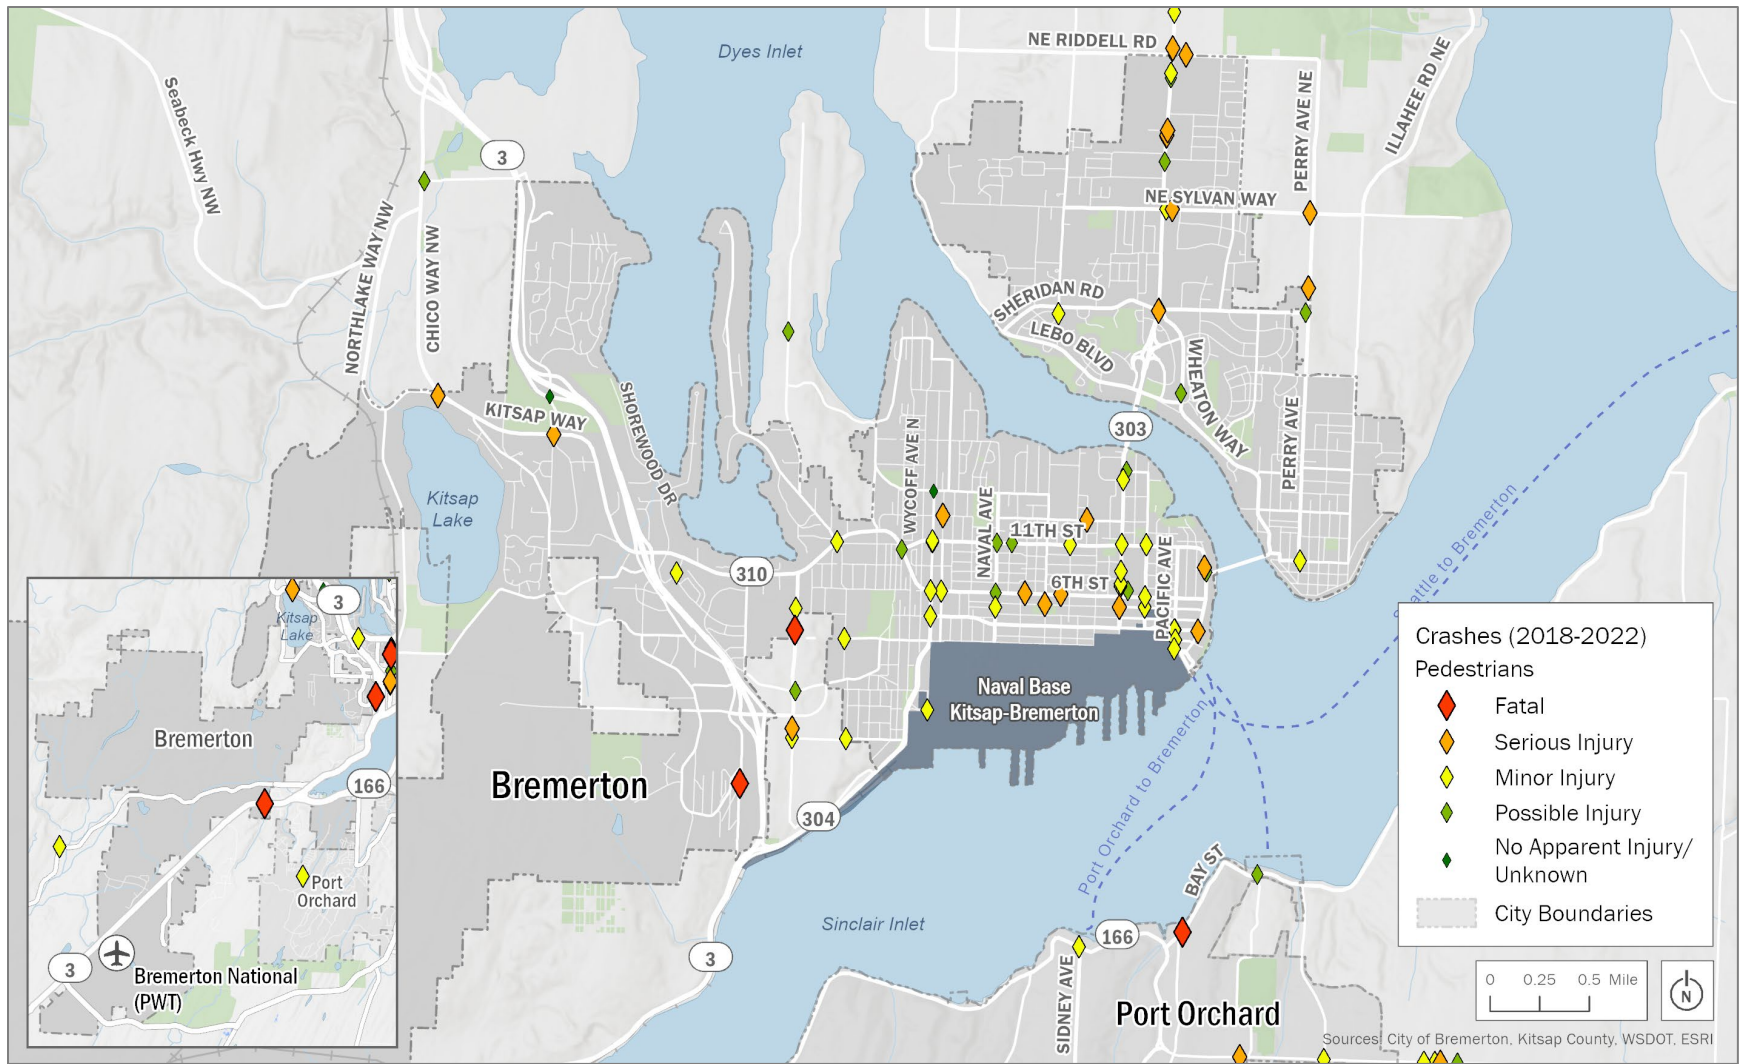 Dyes Inlet
NE RIDDELL RD
Seabeck Hwy NW
3
PERRY AVE NE
ILLAHEE RD NE
NE SYLVAN WAY
NORTHLAKE WAY NW
CHICO WAY NW
SHERIDAN RD
LEBO BLVD
WHEATON WAY
KITSAP WAY
SHOREWOOD DR
303
WYCOFF AVE N
PERRY AVE
Kitsap
Lake
NAVAL AVE
11TH ST
310
6TH ST
PACIFIC AVE
Seattle to Bremerton
Naval Base
Kitsap-Bremerton
Bremerton
304
Port Orchard to Bremerton
BAY ST
Sinclair Inlet
166
3
SIDNEY AVE
Port Orchard
3
Kitsap
Lake
Bremerton
166
Port
Orchard
3
Bremerton National
(PWT)
Crashes (2018-2022)
Pedestrians
Fatal
Serious Injury
Minor Injury
Possible Injury
No Apparent Injury/
Unknown
City Boundaries
0 0.25 0.5 Mile
N
Sources: City of Bremerton, Kitsap County, WSDOT, ESRI